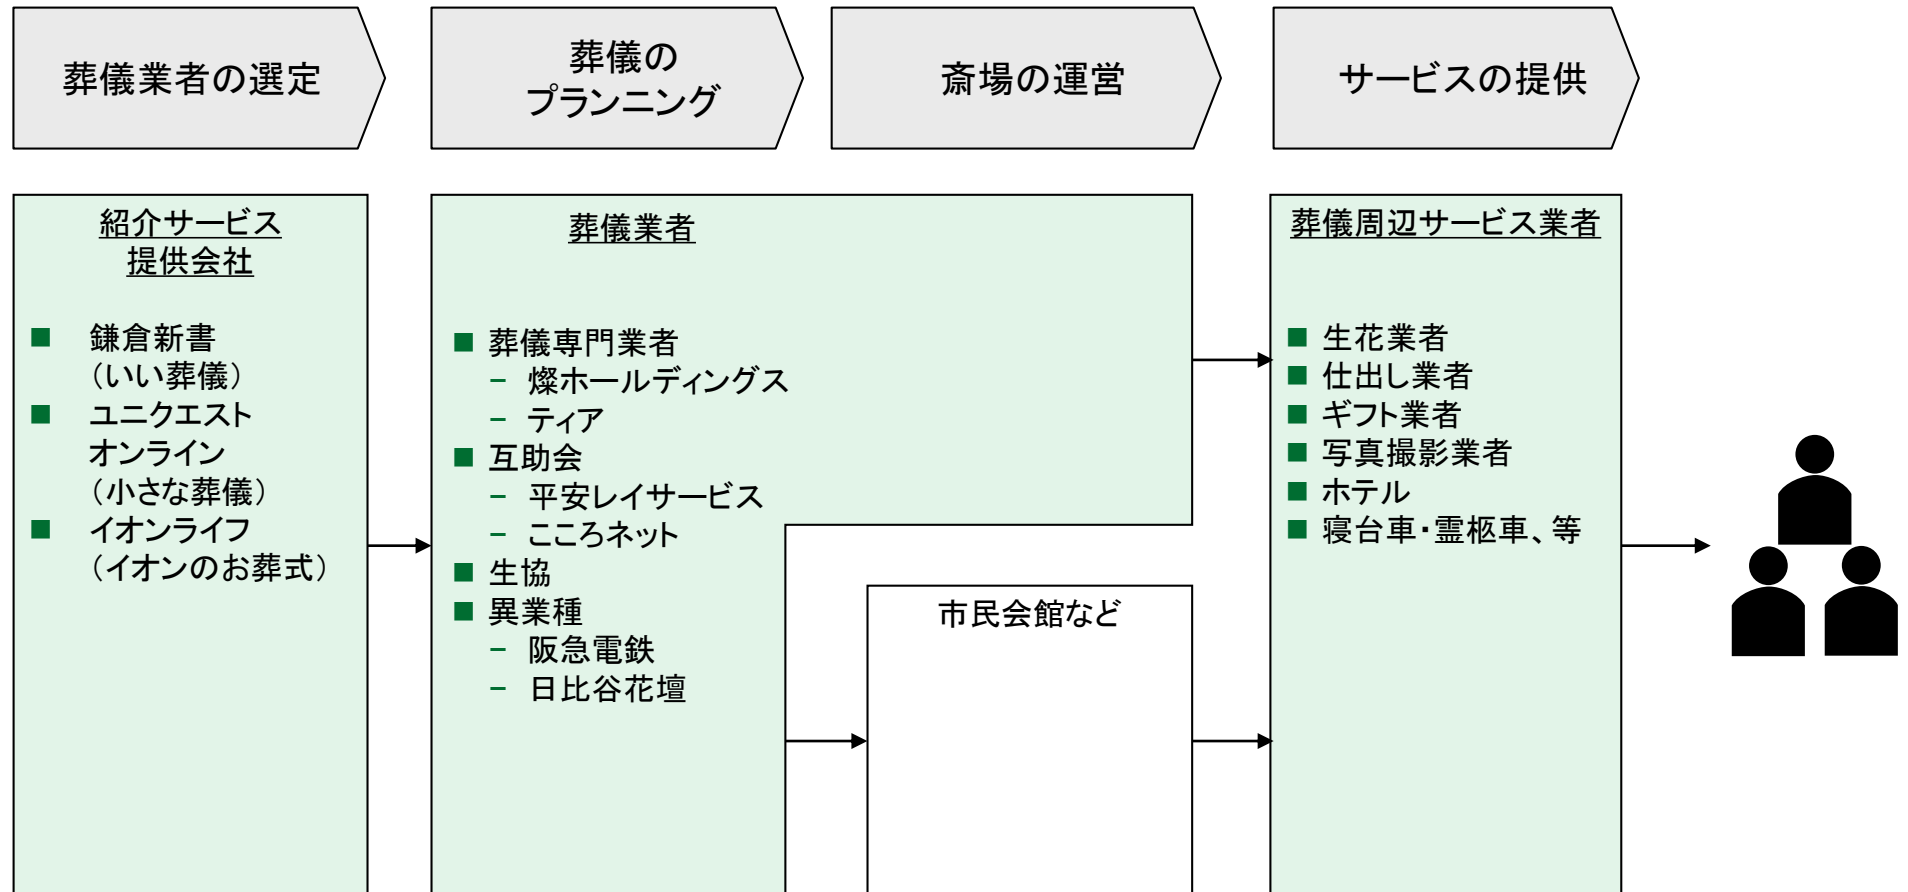 葬儀業者の選定
葬儀の
プランニング
斎場の運営
サービスの提供
紹介サービス
提供会社
■ 鎌倉新書
（いい葬儀）
■ ユニクエスト
オンライン
（小さな葬儀）
■ イオンライフ
（イオンのお葬式）
葬儀業者
■ 葬儀専門業者
− 燦ホールディングス
− ティア
■ 互助会
− 平安レイサービス
− こころネット
■ 生協
■ 異業種
− 阪急電鉄
− 日比谷花壇
市民会館など
葬儀周辺サービス業者
■ 生花業者
■ 仕出し業者
■ ギフト業者
■ 写真撮影業者
■ ホテル
■ 寝台車・霊柩車、等